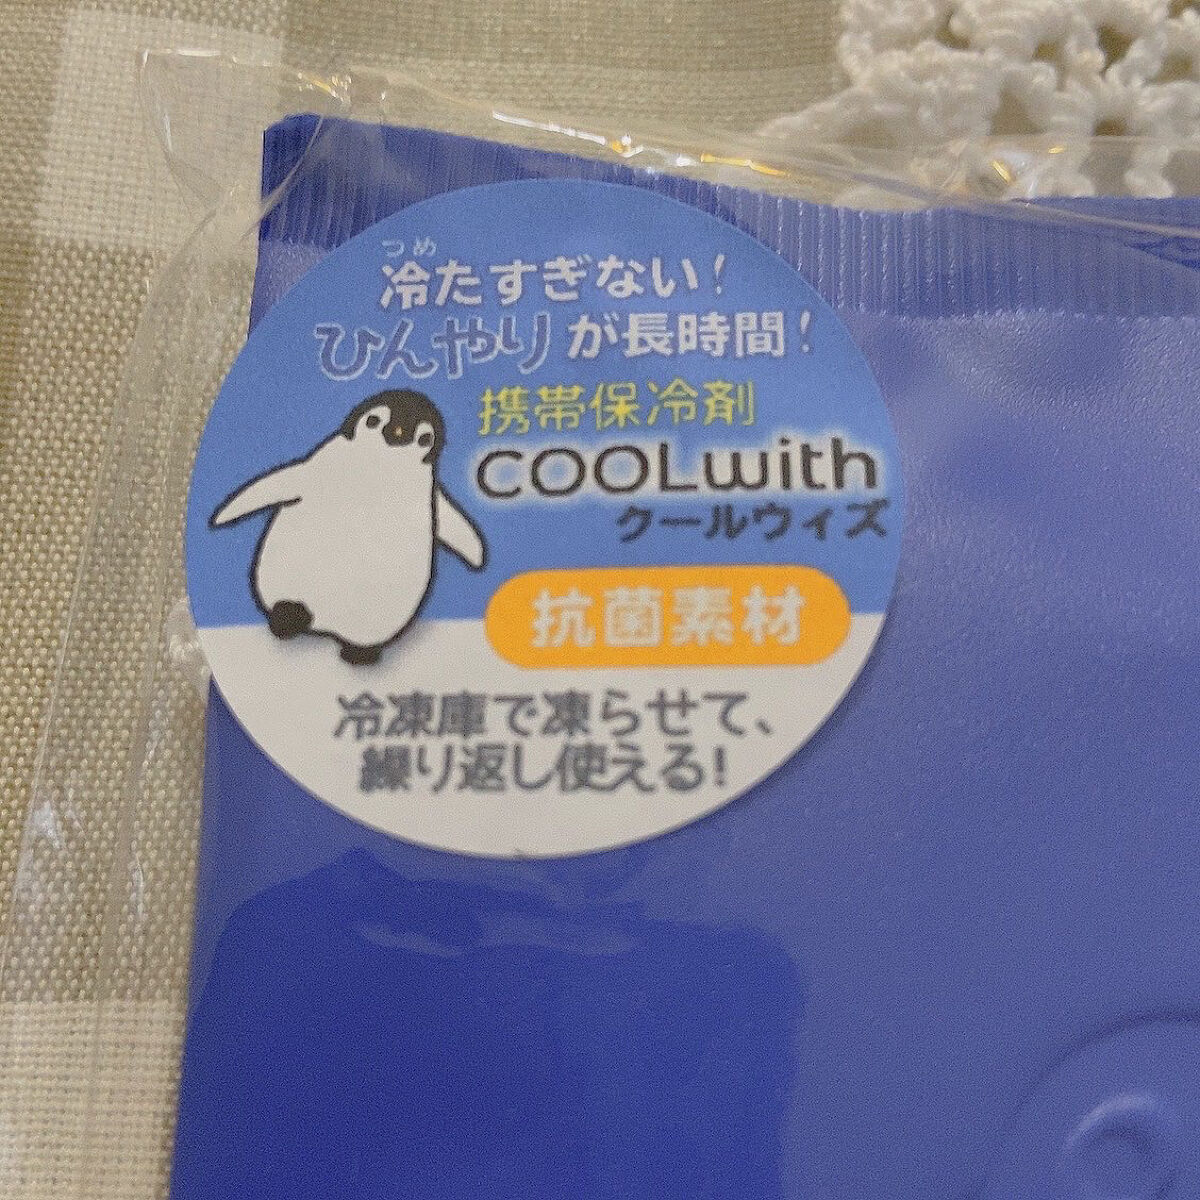 つめ
冷たすぎない!
ひんやりが長時間!
携帯保冷剤
COOLwith
クールウィズ
抗菌素材
冷凍庫で凍らせて、
繰り返し使える!